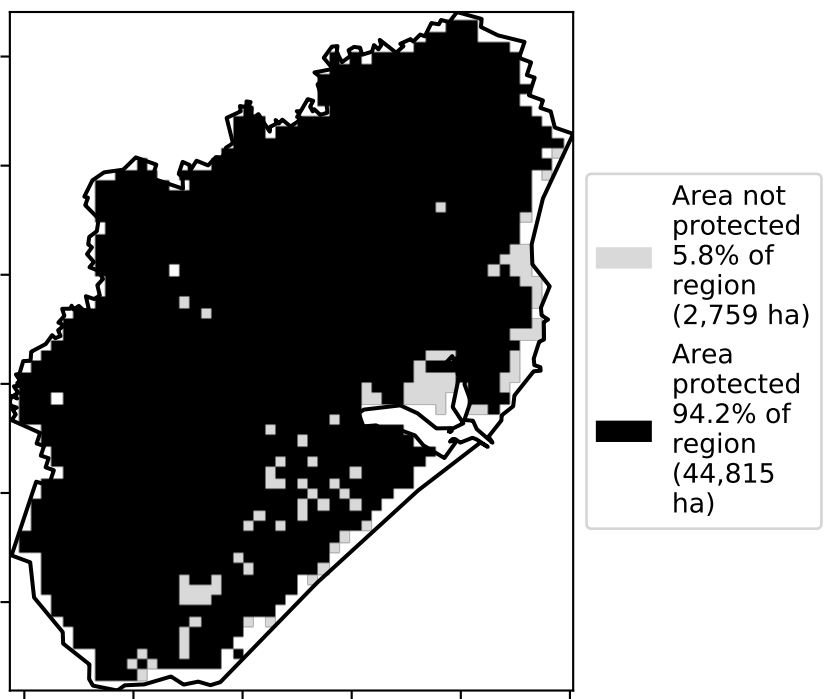 Area not
protected
5.8% of
region
(2,759 ha)
Area
protected
94.2% of
region
(44,815
ha)